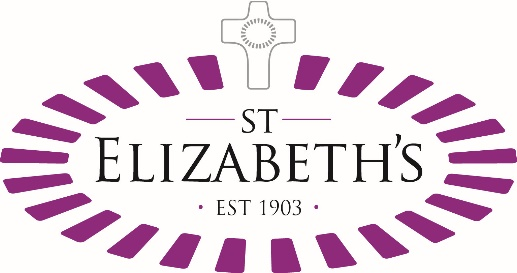 ST
ELIZABETH'S
· EST 1903 ·